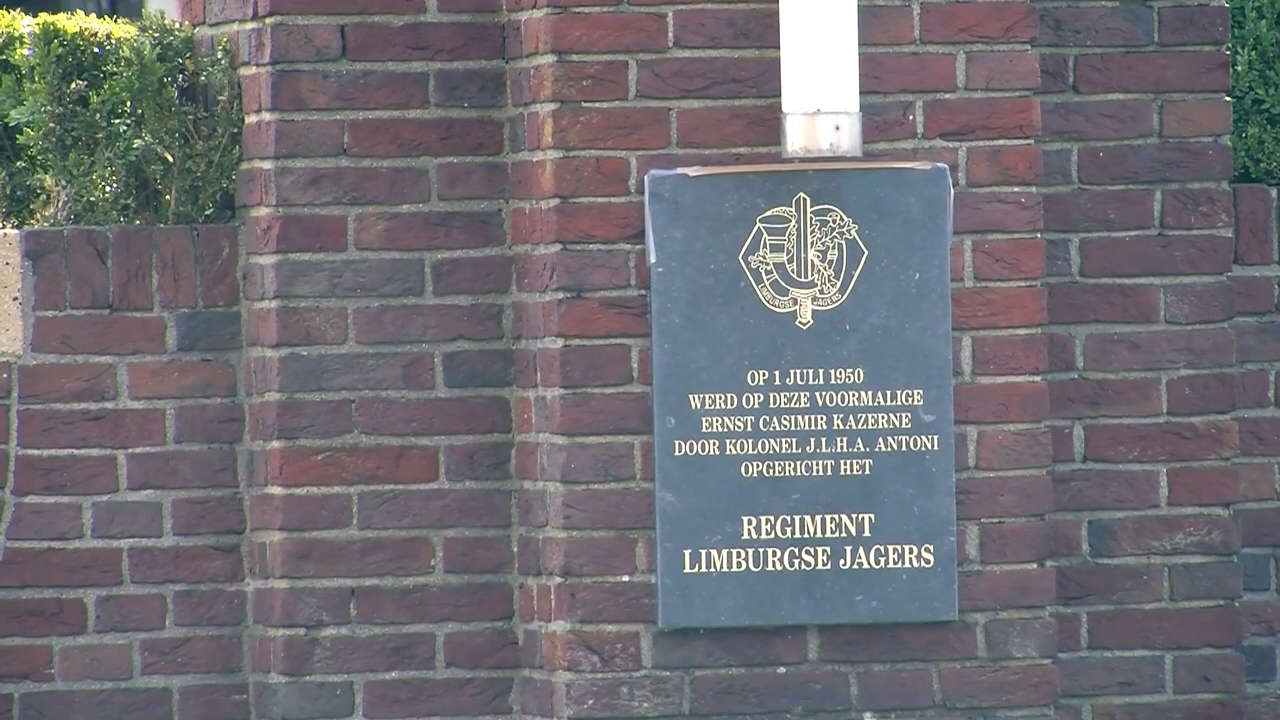 LIMBURGSE JAGERS
OP 1 JULI 1950
WERD OP DEZE VOORMALIGE
ERNST CASIMIR KAZERNE
DOOR KOLONEL J.L.H.A. ANTONI
OPGERICHT HET
REGIMENT
LIMBURGSE JAGERS